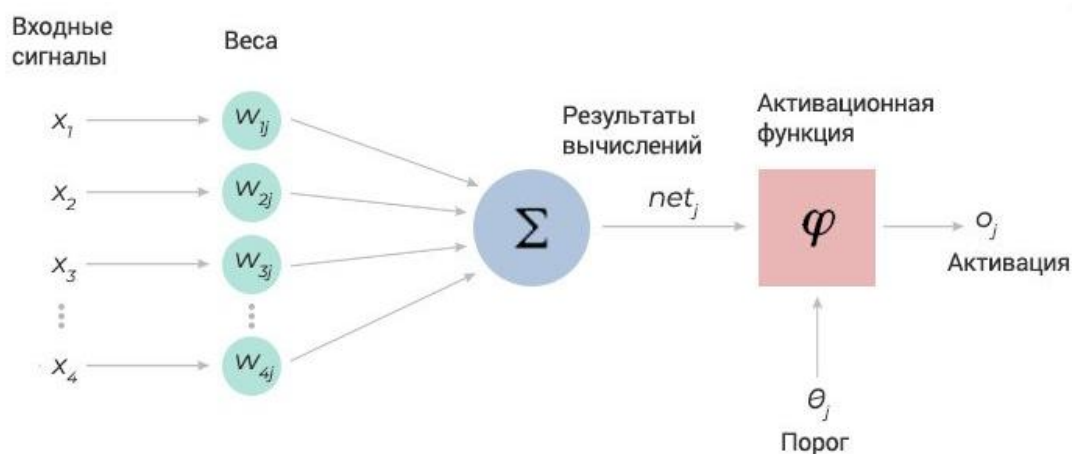 Входные
сигналы
Веса
x₁
w₁ⱼ
x₂
w₂ⱼ
x₃
w₃ⱼ
x₄
w₄ⱼ
Σ
Результаты
вычислений
netⱼ
Активационная
функция
φ
oⱼ
Активация
θⱼ
Порог